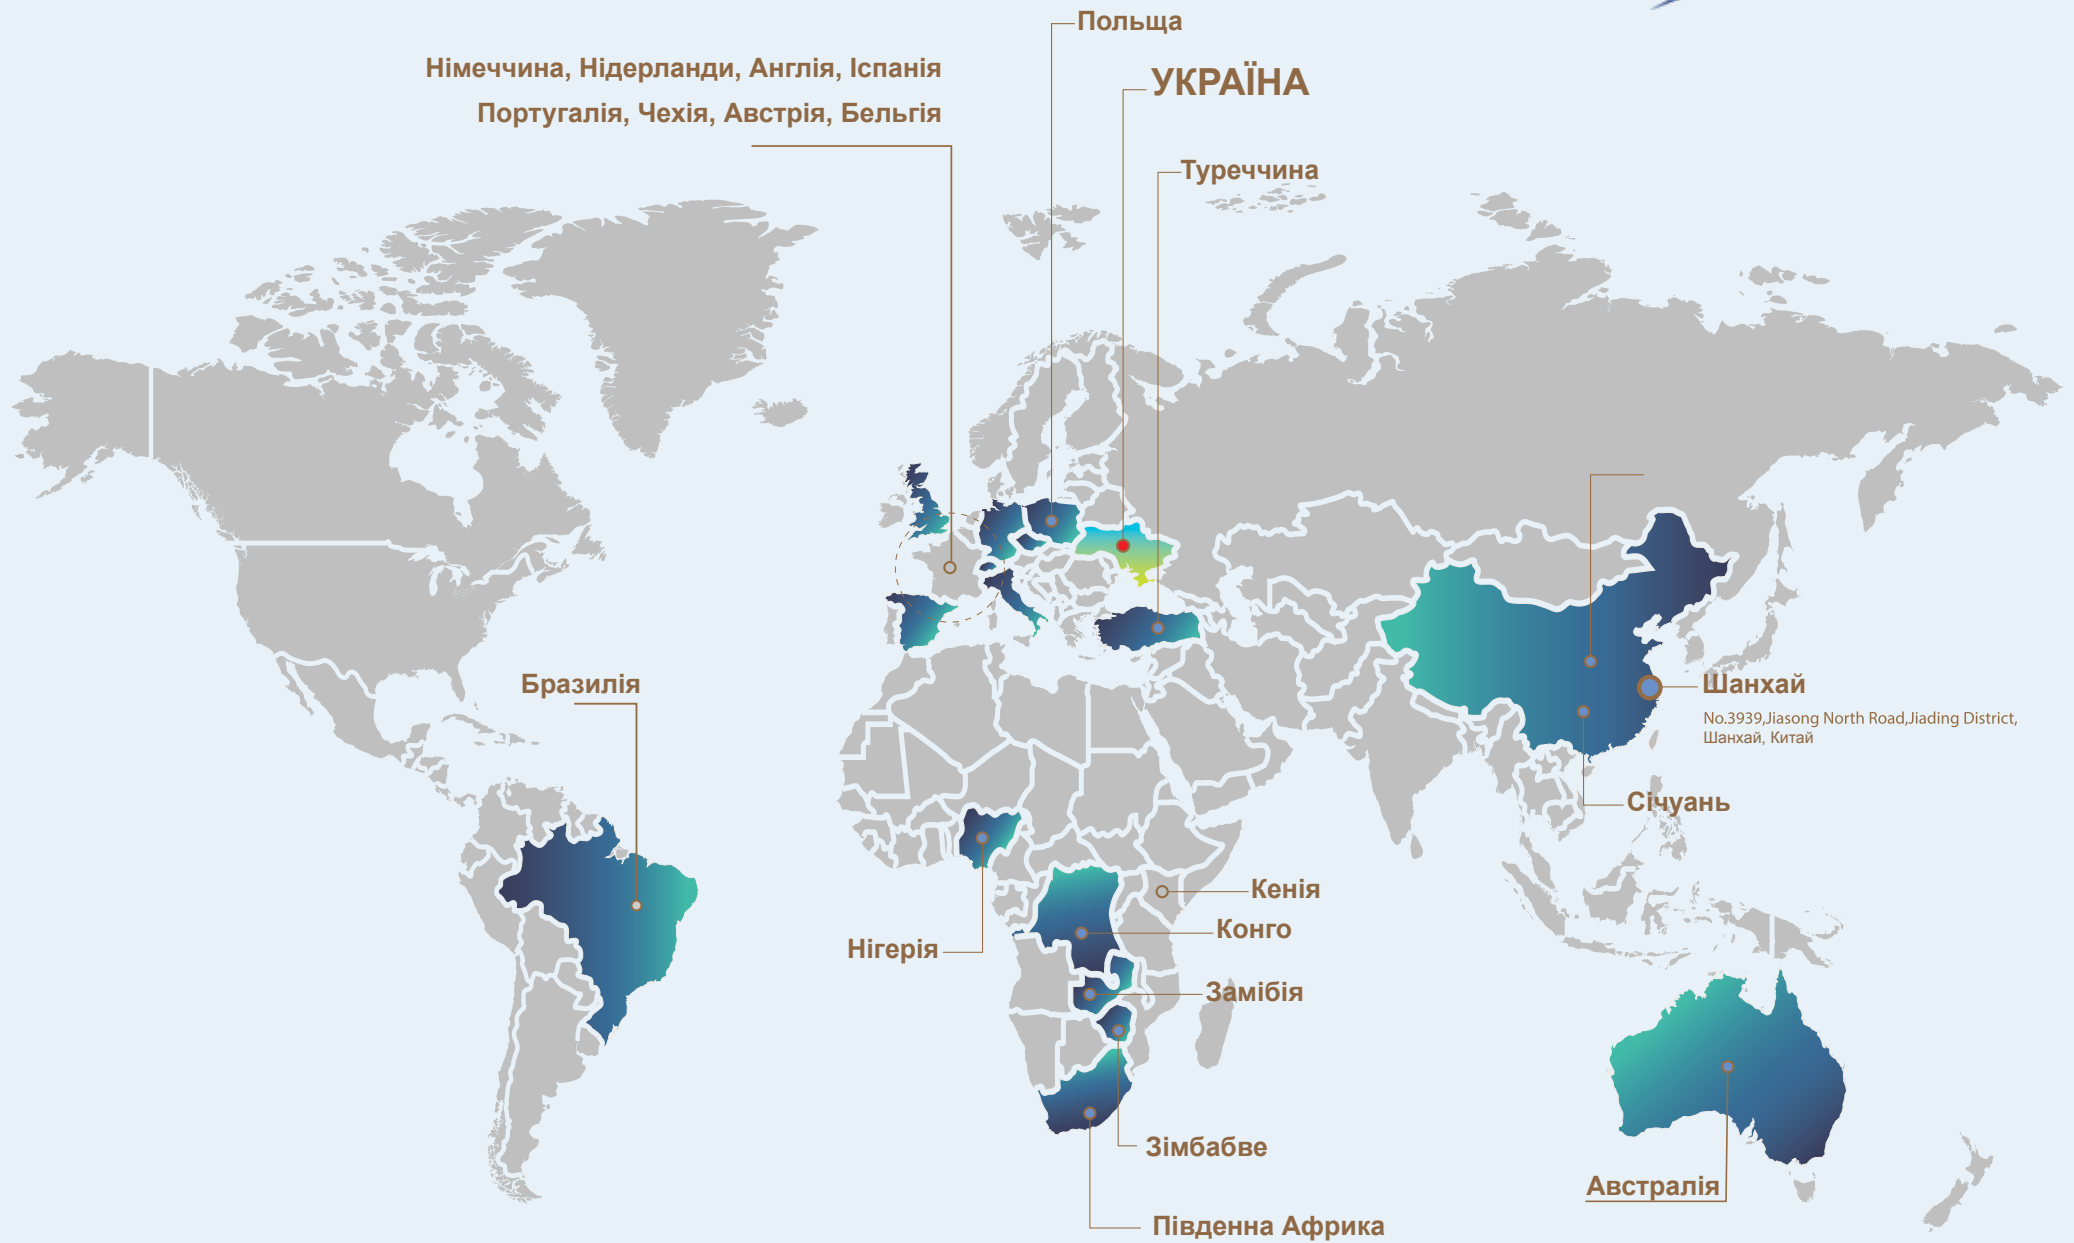 Польща
Німеччина, Нідерланди, Англія, Іспанія
Португалія, Чехія, Австрія, Бельгія
УКРАЇНА
Туреччина
Бразилія
Шанхай
No.3939,Jiasong North Road,Jiading District,
Шанхай, Китай
Січуань
Кенія
Конго
Нігерія
Замібія
Зімбабве
Австралія
Південна Африка